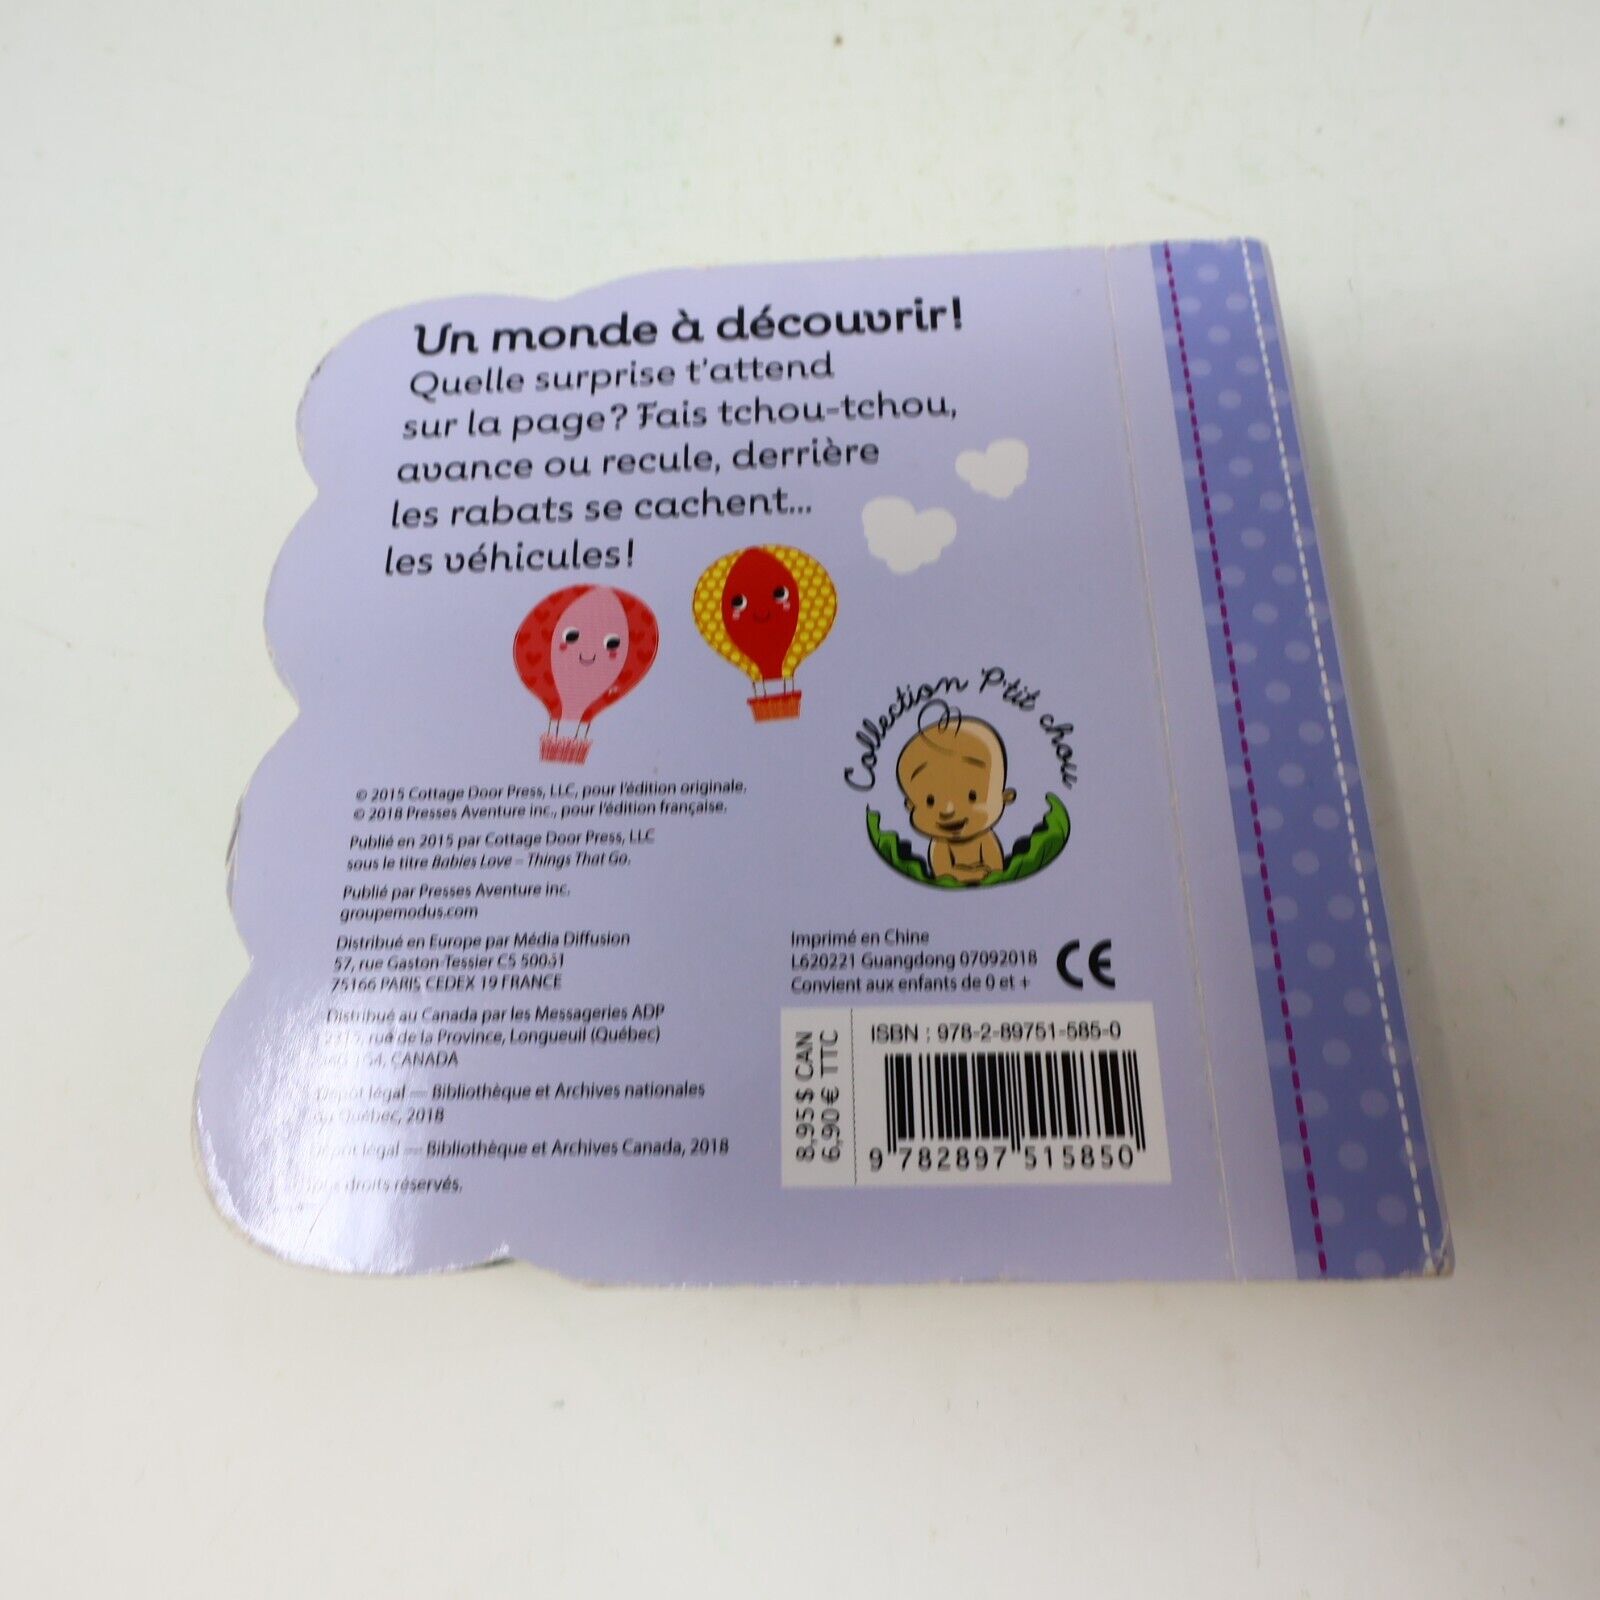 Un monde à découvrir!
Quelle surprise t'attend
sur la page? Fais tchou-tchou,
avance ou recule, derrière
les rabats se cachent...
les véhicules!
Collection P'tit chou
© 2015 Cottage Door Press, LLC, pour l'édition originale.
© 2018 Presses Aventure inc., pour l'édition française.
Publié en 2015 par Cottage Door Press, LLC
sous le titre Babies Love – Things That Go.
Publié par Presses Aventure inc.
groupemodus.com
Distribué en Europe par Média Diffusion
57, rue Gaston-Tessier CS 50061
75166 PARIS CEDEX 19 FRANCE
Distribué au Canada par les Messageries ADP
rue de la Province, Longueuil (Québec)
CANADA
Dépôt légal — Bibliothèque et Archives nationales
du Québec, 2018
Dépôt légal — Bibliothèque et Archives Canada, 2018
Tous droits réservés.
Imprimé en Chine
L620221 Guangdong 07092018
Convient aux enfants de 0 et +
CE
8,95$ CAN
6,90€ TTC
ISBN : 978-2-89751-585-0
9 782897 515850